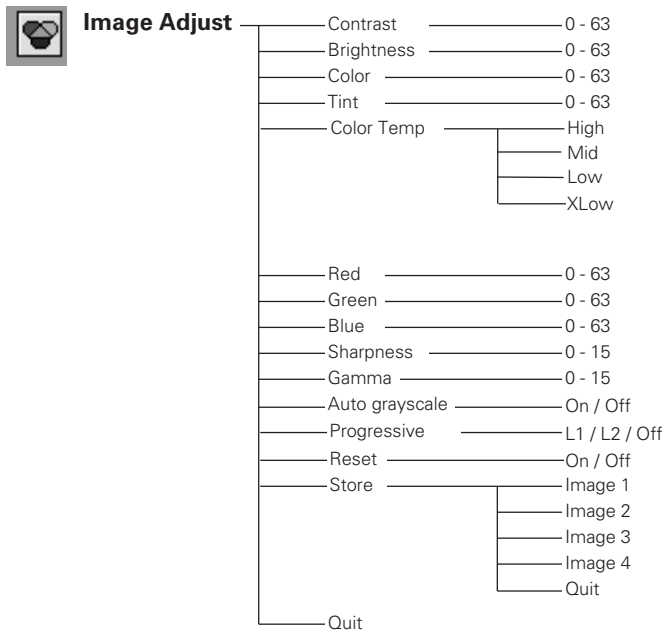 Image Adjust Contrast 0 - 63
Brightness 0 - 63
Color 0 - 63
Tint 0 - 63
Color Temp High
Mid
Low
XLow
Red 0 - 63
Green 0 - 63
Blue 0 - 63
Sharpness 0 - 15
Gamma 0 - 15
Auto grayscale On / Off
Progressive L1 / L2 / Off
Reset On / Off
Store Image 1
Image 2
Image 3
Image 4
Quit
Quit